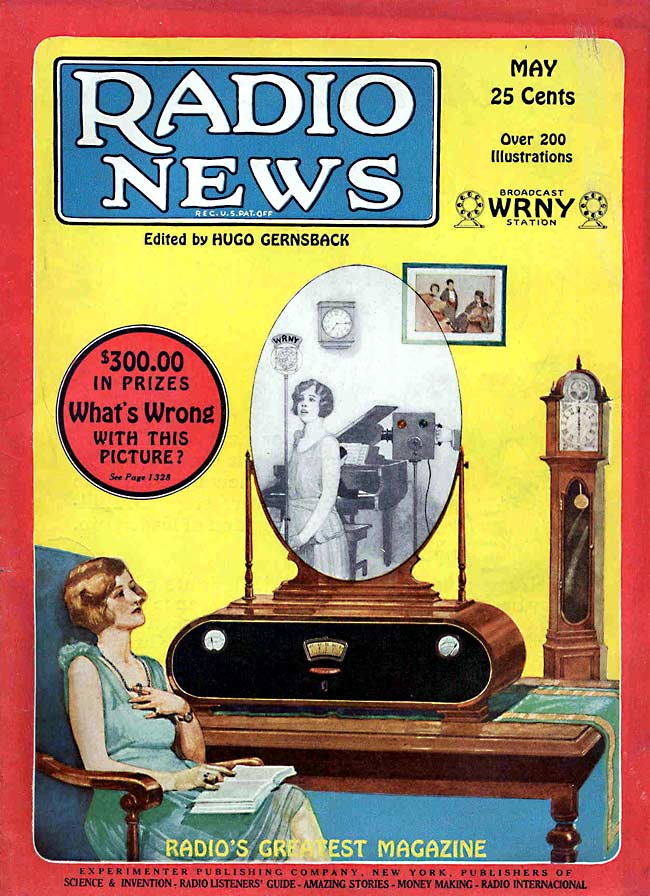 RADIO
NEWS
REG. U.S. PAT. OFF
Edited by HUGO GERNSBACK
MAY
25 Cents
Over 200
Illustrations
BROADCAST
WRNY
STATION
WRNY
$300.00
IN PRIZES
What's Wrong
WITH THIS
PICTURE?
See Page 1328
RADIO'S GREATEST MAGAZINE
EXPERIMENTER PUBLISHING COMPANY, NEW YORK, PUBLISHERS OF
SCIENCE & INVENTION - RADIO LISTENERS' GUIDE - AMAZING STORIES - MONEY MAKING - RADIO INTERNACIONAL